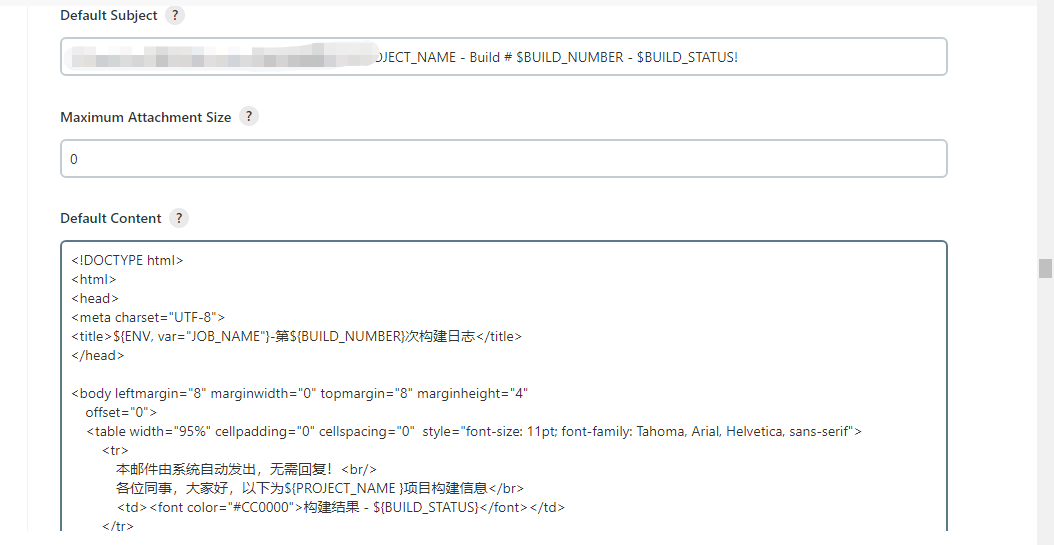 Default Subject ?
OJECT_NAME - Build # $BUILD_NUMBER - $BUILD_STATUS!
Maximum Attachment Size ?
0
Default Content ?
<!DOCTYPE html>
<html>
<head>
<meta charset="UTF-8">
<title>${ENV, var="JOB_NAME"}-第${BUILD_NUMBER}次构建日志</title>
</head>
<body leftmargin="8" marginwidth="0" topmargin="8" marginheight="4"
offset="0">
<table width="95%" cellpadding="0" cellspacing="0"  style="font-size: 11pt; font-family: Tahoma, Arial, Helvetica, sans-serif">
<tr>
本邮件由系统自动发出，无需回复！<br/>
各位同事，大家好，以下为${PROJECT_NAME }项目构建信息</br>
<td><font color="#CC0000">构建结果 - ${BUILD_STATUS}</font></td>
</tr>